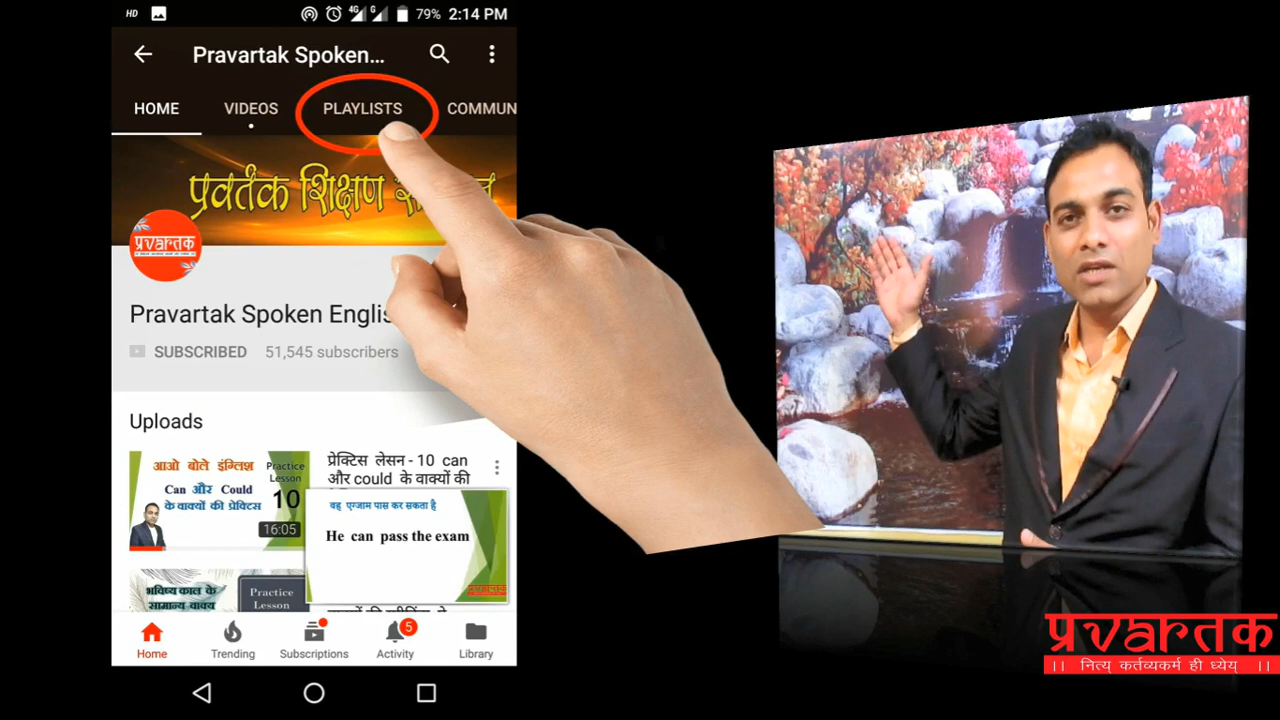 HD 4G G 79% 2:14 PM
Pravartak Spoken...
HOME VIDEOS PLAYLISTS COMMUN
प्रवर्तक शिक्षण
प्रvartaक
Pravartak Spoken Englis
SUBSCRIBED 51,545 subscribers
Uploads
आओ बोले इंग्लिश
Can और Could
के वाक्यों की प्रेक्टिस
Practice
Lesson
10
16:05
प्रेक्टिस लेसन - 10 can
और could के वाक्यों की
वह एग्जाम पास कर सकता है
He can pass the exam
भविष्य काल के
सामान्य वाक्य
Practice
Lesson
Home Trending Subscriptions Activity 5 Library
प्रvartaक
|| नित्य् कर्तव्यकर्म ही ध्येय् ||